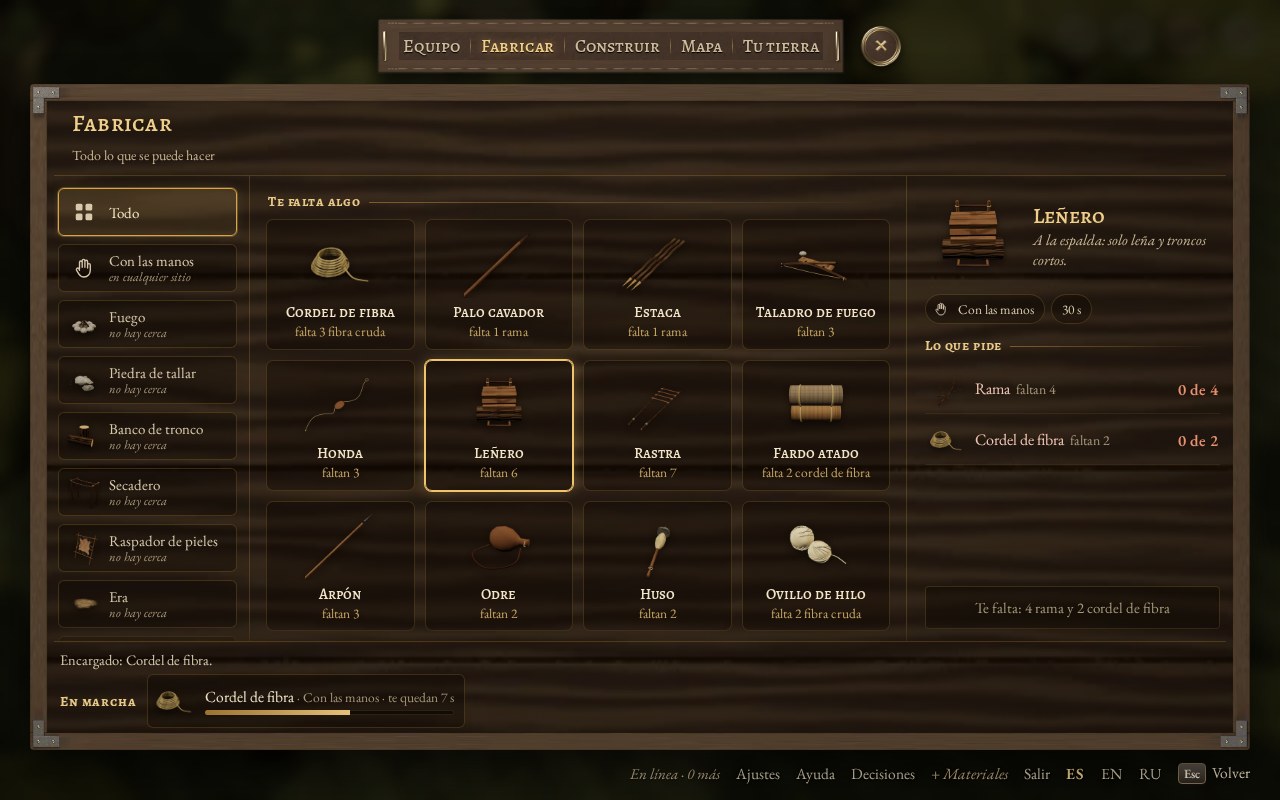 Equipo
Fabricar
Construir
Mapa
Tu tierra
Fabricar
Todo lo que se puede hacer
Todo
Con las manos
en cualquier sitio
Fuego
no hay cerca
Piedra de tallar
no hay cerca
Banco de tronco
no hay cerca
Secadero
no hay cerca
Raspador de pieles
no hay cerca
Era
no hay cerca
Te falta algo
Cordel de fibra
falta 3 fibra cruda
Palo cavador
falta 1 rama
Estaca
falta 1 rama
Taladro de fuego
faltan 3
Honda
faltan 3
Leñero
faltan 6
Rastra
faltan 7
Fardo atado
falta 2 cordel de fibra
Arpón
faltan 3
Odre
faltan 2
Huso
faltan 2
Ovillo de hilo
falta 2 fibra cruda
Leñero
A la espalda: solo leña y troncos
cortos.
Con las manos
30 s
Lo que pide
Rama faltan 4 0 de 4
Cordel de fibra faltan 2 0 de 2
Te falta: 4 rama y 2 cordel de fibra
Encargado: Cordel de fibra.
En marcha
Cordel de fibra · Con las manos · te quedan 7 s
En línea · 0 más
Ajustes
Ayuda
Decisiones
+ Materiales
Salir
ES
EN
RU
Esc
Volver